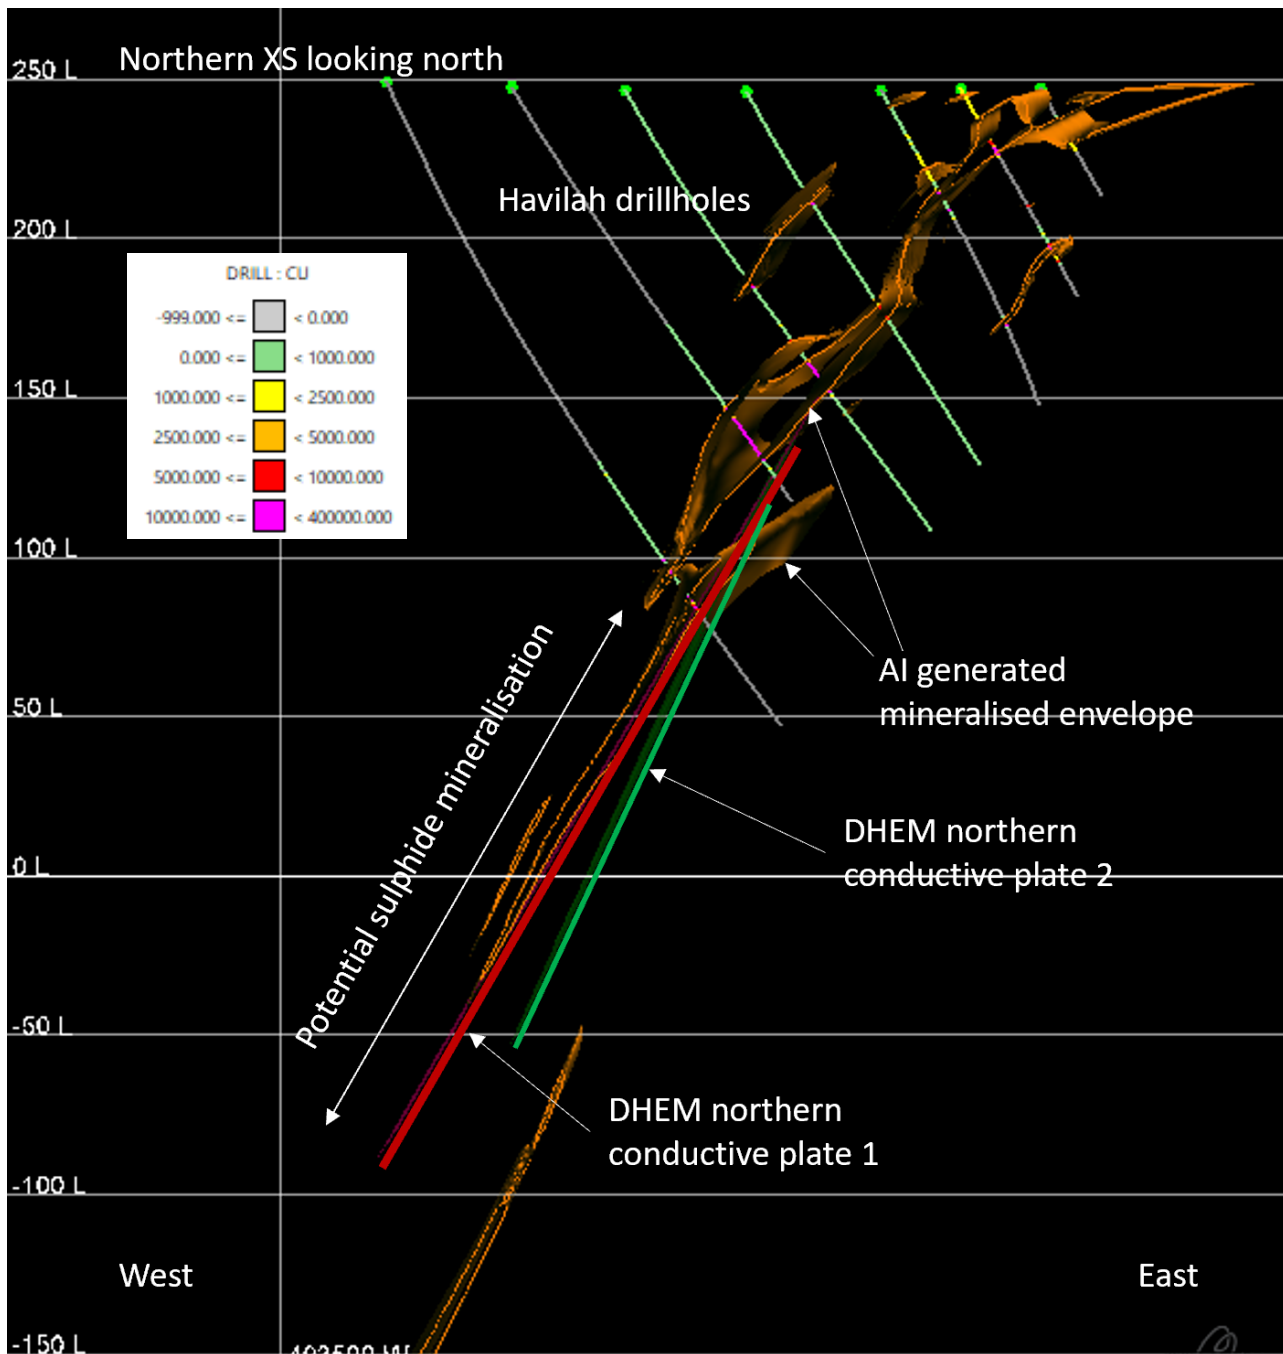 Northern XS looking north
250 L
Havilah drillholes
200 L
DRILL : CU
-999.000 <= < 0.000
0.000 <= < 1000.000
1000.000 <= < 2500.000
2500.000 <= < 5000.000
5000.000 <= < 10000.000
10000.000 <= < 400000.000
150 L
100 L
Potential sulphide mineralisation
AI generated
mineralised envelope
50 L
DHEM northern
conductive plate 2
0 L
-50 L
DHEM northern
conductive plate 1
-100 L
West
East
-150 L